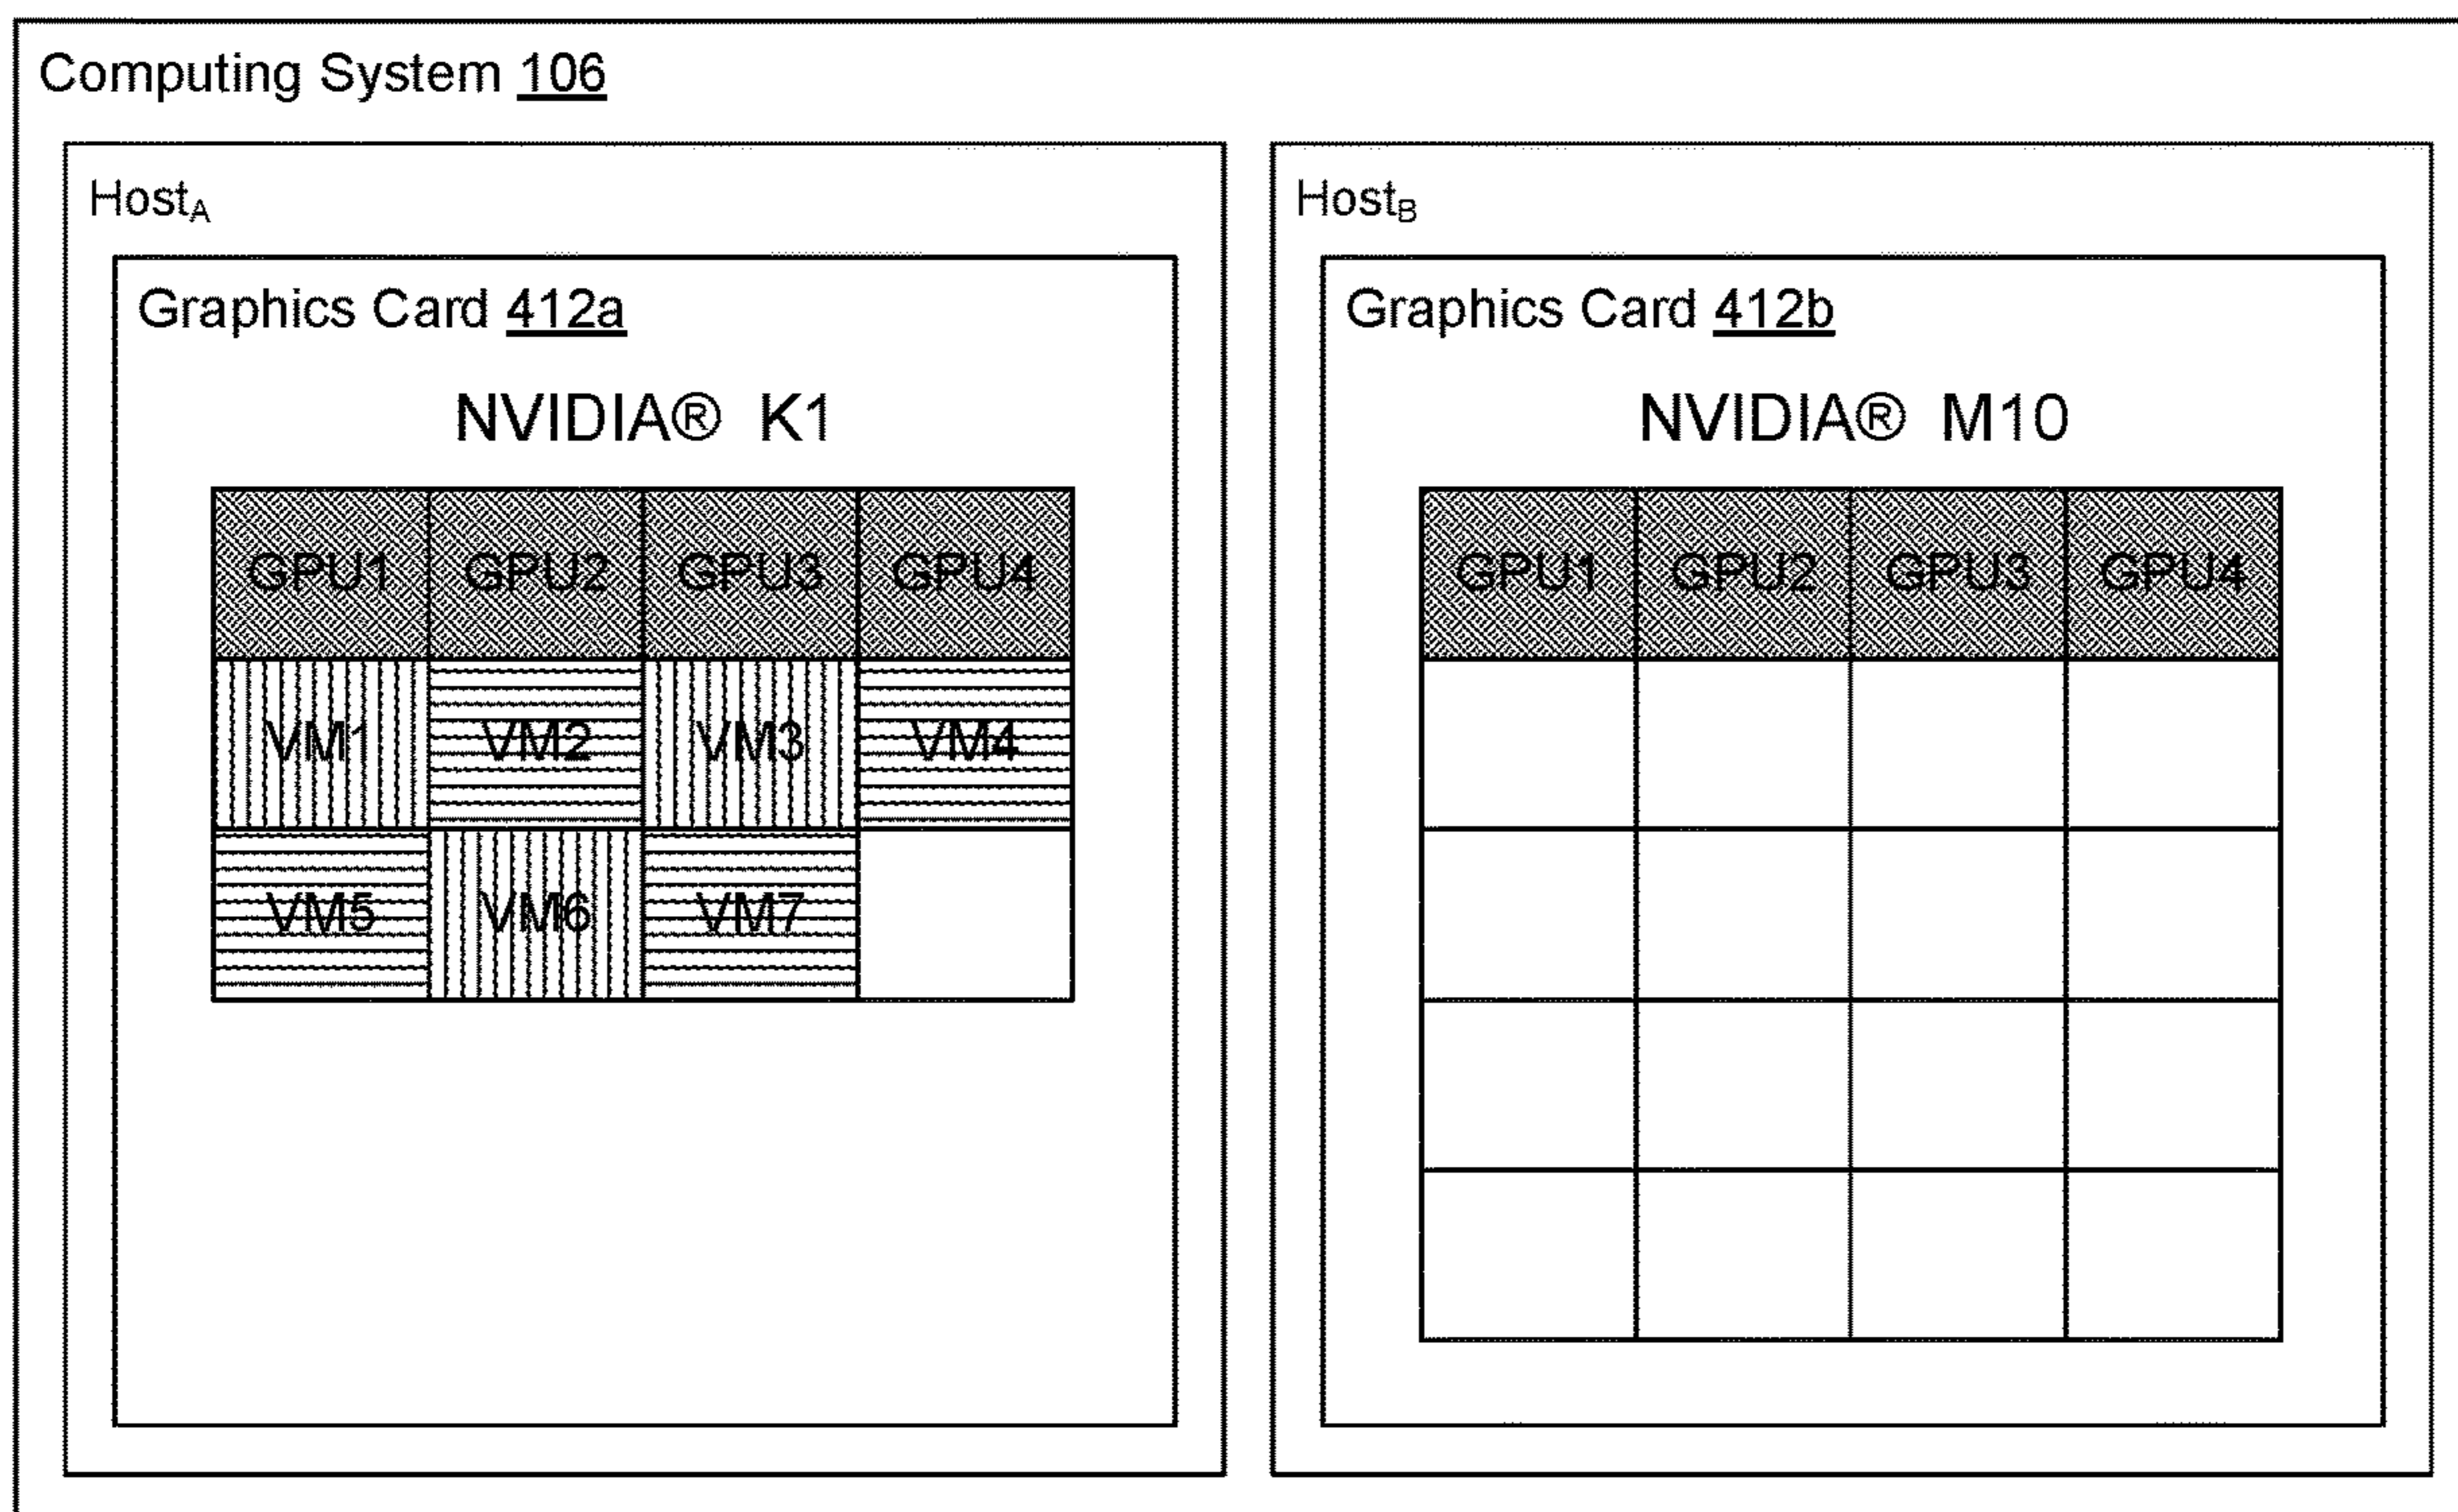 Computing System 106
HostA
Graphics Card 412a
NVIDIA® K1
GPU1 GPU2 GPU3 GPU4
VM1 VM2 VM3 VM4
VM5 VM6 VM7
HostB
Graphics Card 412b
NVIDIA® M10
GPU1 GPU2 GPU3 GPU4